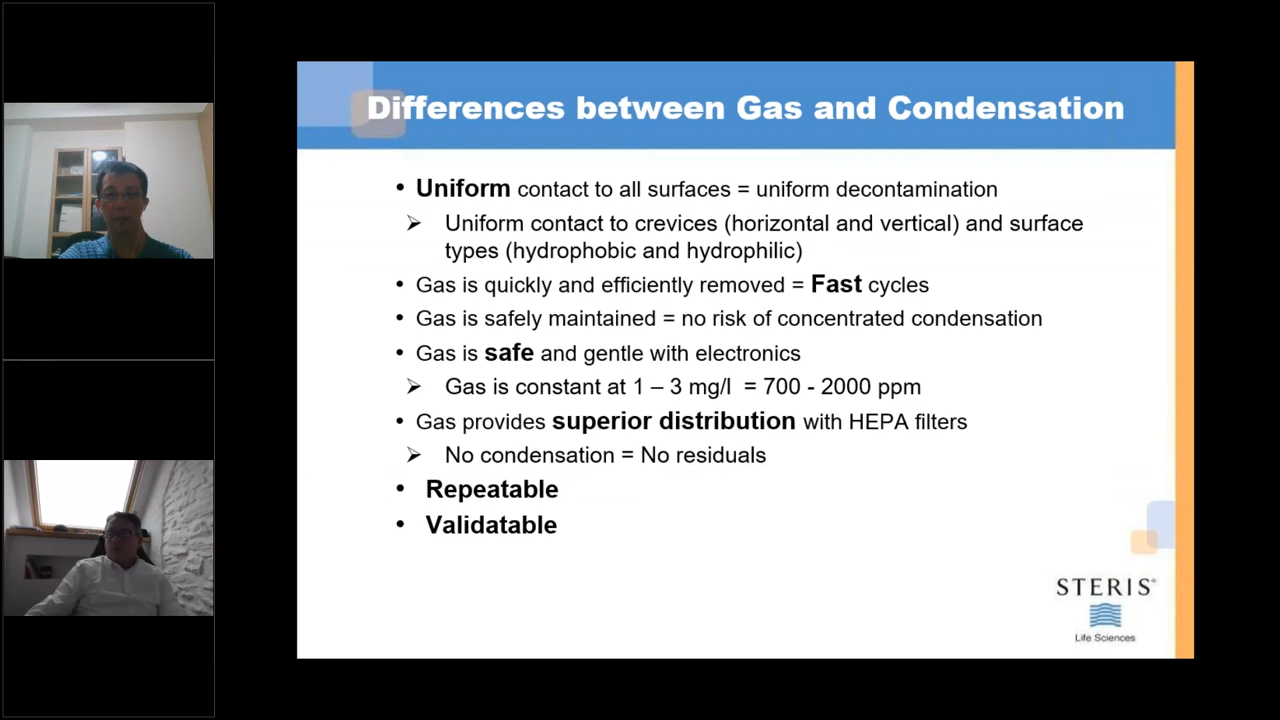 Differences between Gas and Condensation
• Uniform contact to all surfaces = uniform decontamination
➢ Uniform contact to crevices (horizontal and vertical) and surface
types (hydrophobic and hydrophilic)
• Gas is quickly and efficiently removed = Fast cycles
• Gas is safely maintained = no risk of concentrated condensation
• Gas is safe and gentle with electronics
➢ Gas is constant at 1 – 3 mg/l = 700 - 2000 ppm
• Gas provides superior distribution with HEPA filters
➢ No condensation = No residuals
• Repeatable
• Validatable
STERIS®
Life Sciences